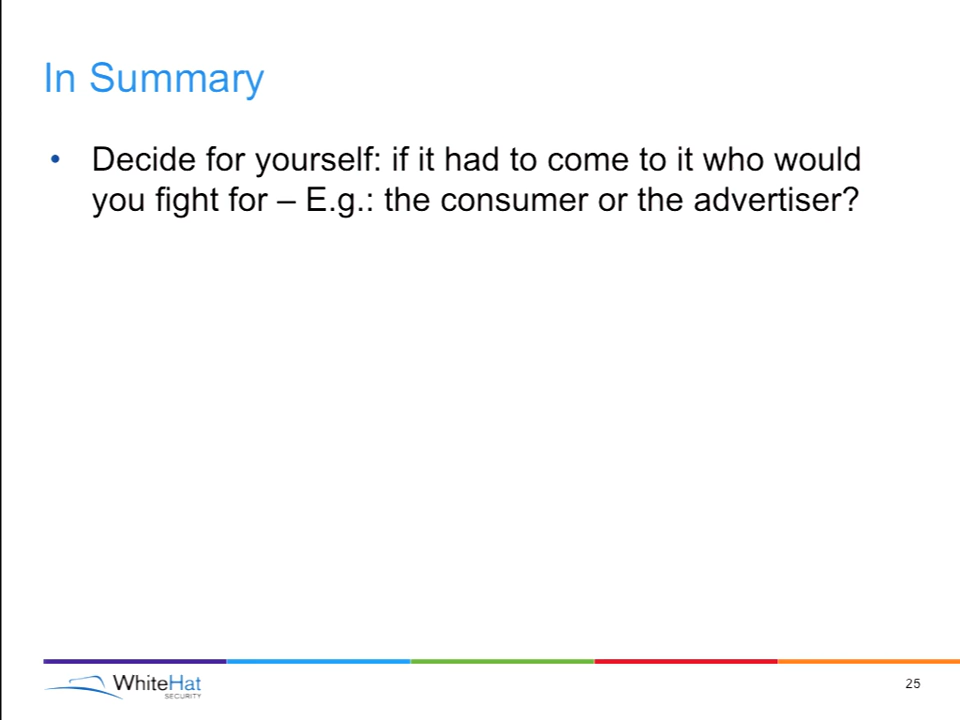 In Summary
• Decide for yourself: if it had to come to it who would
you fight for – E.g.: the consumer or the advertiser?
WhiteHat
SECURITY
25